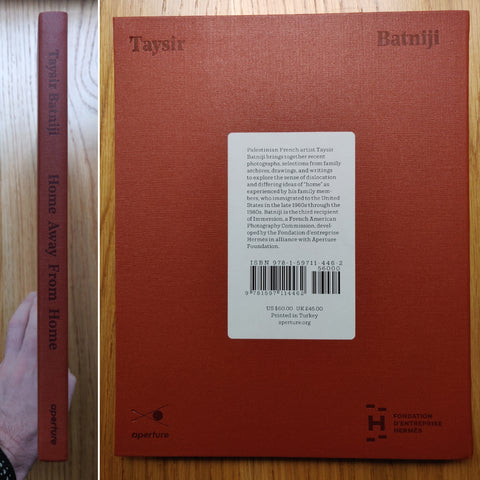 Taysir Batniji Home Away From Home aperture
Taysir Batniji
Palestinian French artist Taysir
Batniji brings together recent
photographs, selections from family
archives, drawings, and writings
to explore the sense of dislocation
and differing ideas of "home" as
experienced by his family mem-
bers, who immigrated to the United
States in the late 1960s through the
1980s. Batniji is the third recipient
of Immersion, a French American
Photography Commission, devel-
oped by the Fondation d'entreprise
Hermès in alliance with Aperture
Foundation.
ISBN 978-1-59711-446-2
56000
9 781597 114462
US $60.00 UK £45.00
Printed in Turkey
aperture.org
aperture
H
FONDATION
D'ENTREPRISE
HERMÈS